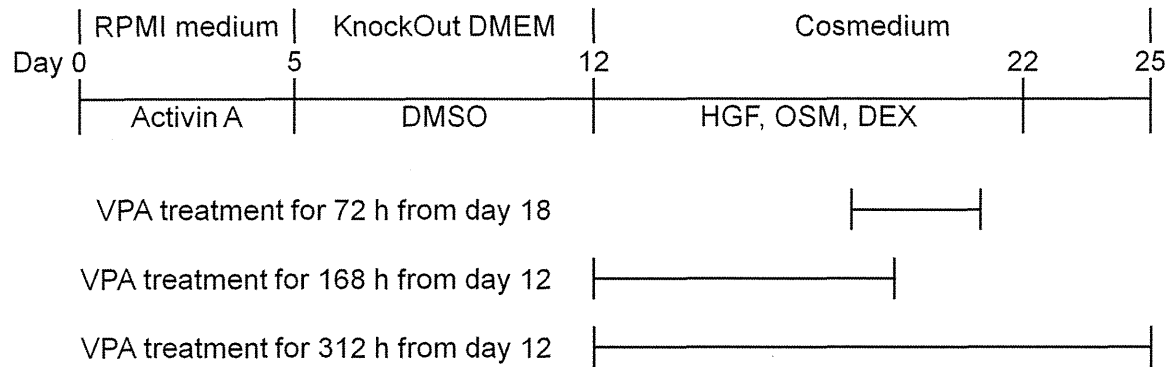 RPMI medium KnockOut DMEM Cosmedium
Day 0 5 12 22 25
Activin A DMSO HGF, OSM, DEX
VPA treatment for 72 h from day 18
VPA treatment for 168 h from day 12
VPA treatment for 312 h from day 12